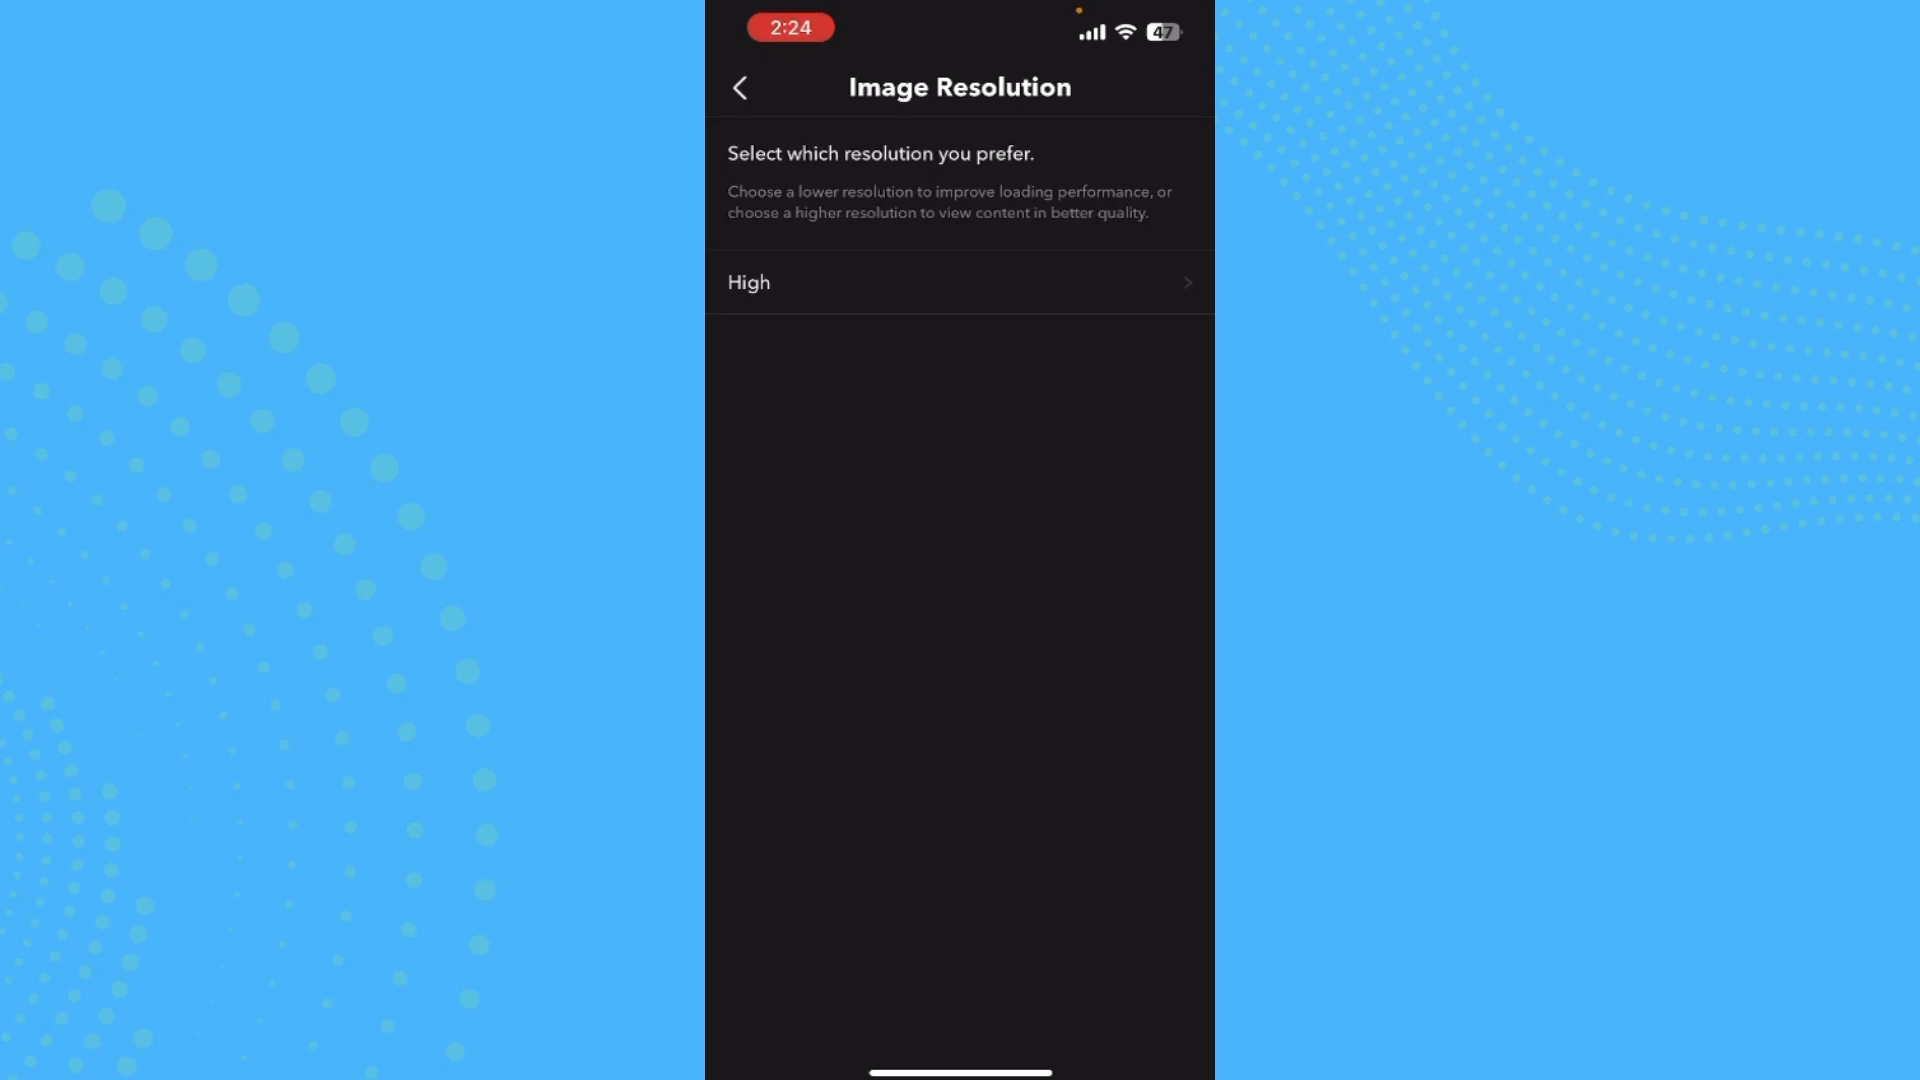 2:24
47
Image Resolution
Select which resolution you prefer.
Choose a lower resolution to improve loading performance, or
choose a higher resolution to view content in better quality.
High